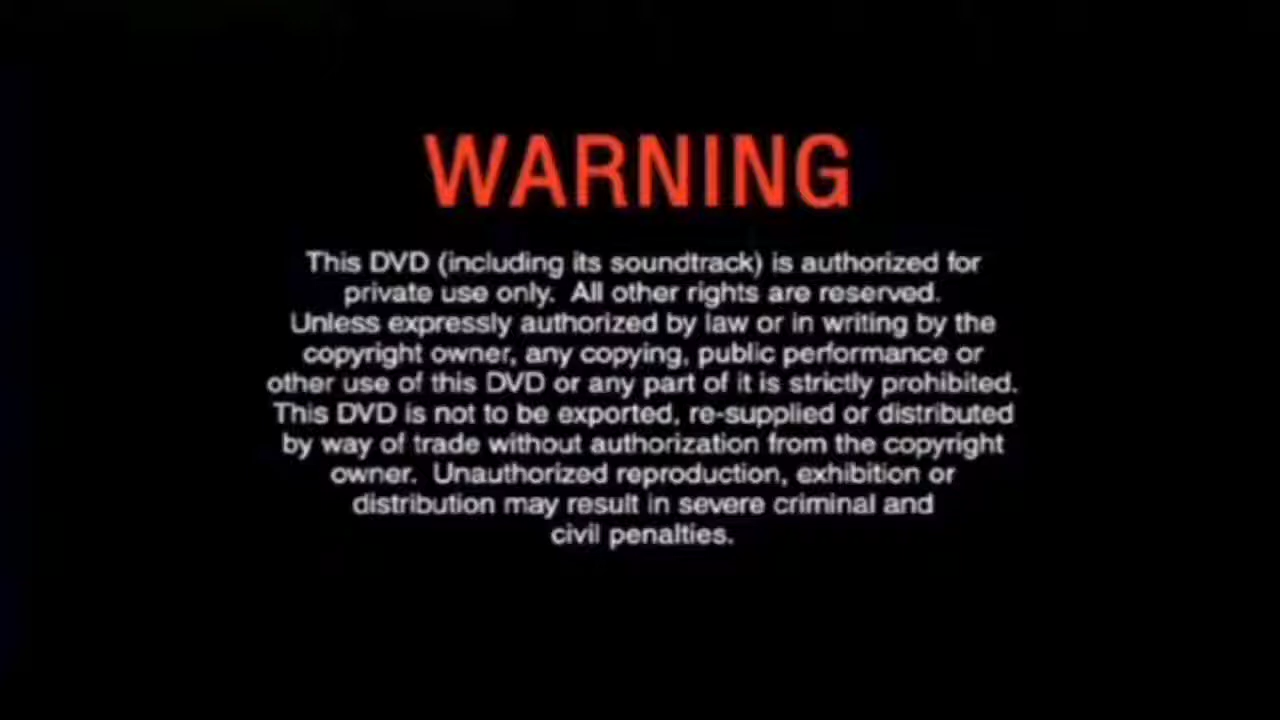 WARNING
This DVD (including its soundtrack) is authorized for
private use only. All other rights are reserved.
Unless expressly authorized by law or in writing by the
copyright owner, any copying, public performance or
other use of this DVD or any part of it is strictly prohibited.
This DVD is not to be exported, re-supplied or distributed
by way of trade without authorization from the copyright
owner. Unauthorized reproduction, exhibition or
distribution may result in severe criminal and
civil penalties.